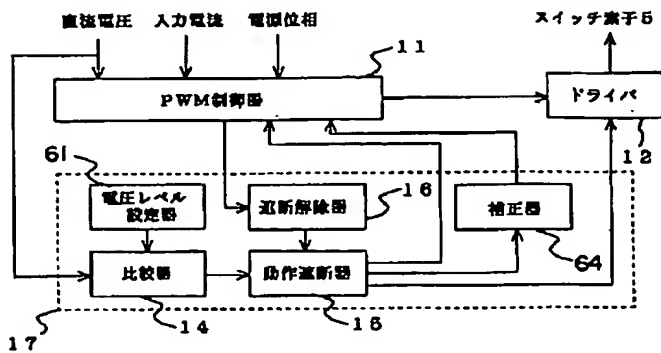 直流電圧 入力電流 電源位相 スイッチ素子5
11
PWM制御器
ドライバ
12
61
電圧レベル
設定器
遮断解除器
16
補正器
64
比較器
動作遮断器
14
15
17